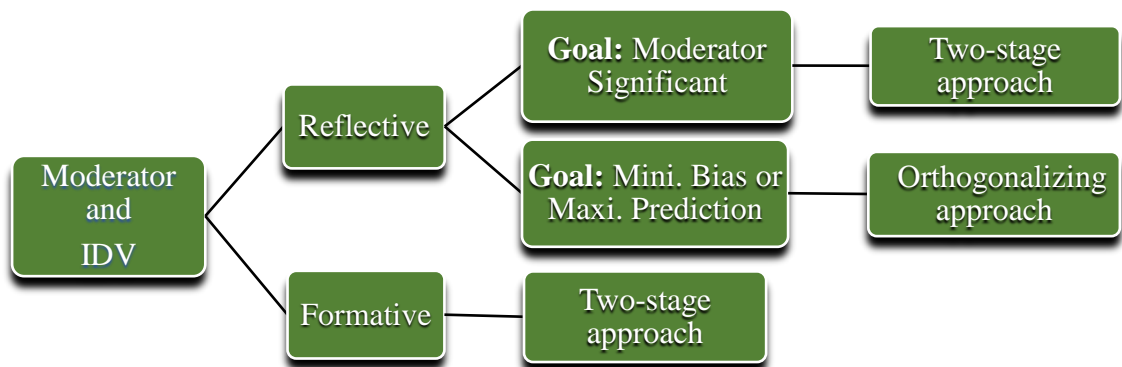 Moderator
and
IDV
Reflective
Goal: Moderator
Significant
Two-stage
approach
Goal: Mini. Bias or
Maxi. Prediction
Orthogonalizing
approach
Formative
Two-stage
approach